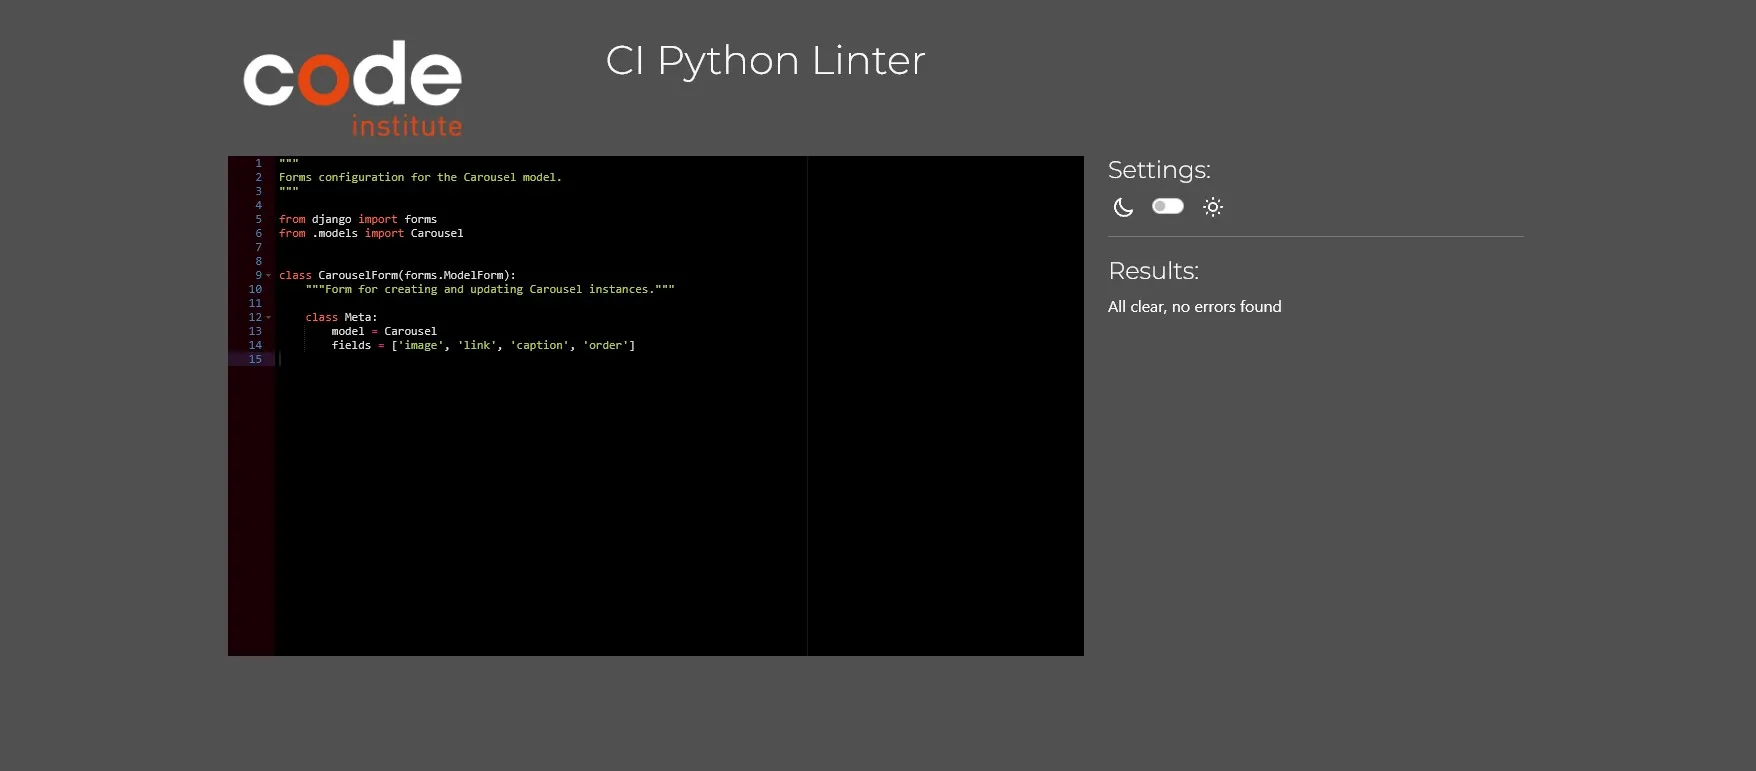 code
institute
CI Python Linter
1 """
2 Forms configuration for the Carousel model.
3 """
4
5 from django import forms
6 from .models import Carousel
7
8
9 class CarouselForm(forms.ModelForm):
10     """Form for creating and updating Carousel instances."""
11
12     class Meta:
13         model = Carousel
14         fields = ['image', 'link', 'caption', 'order']
15
Settings:
Results:
All clear, no errors found